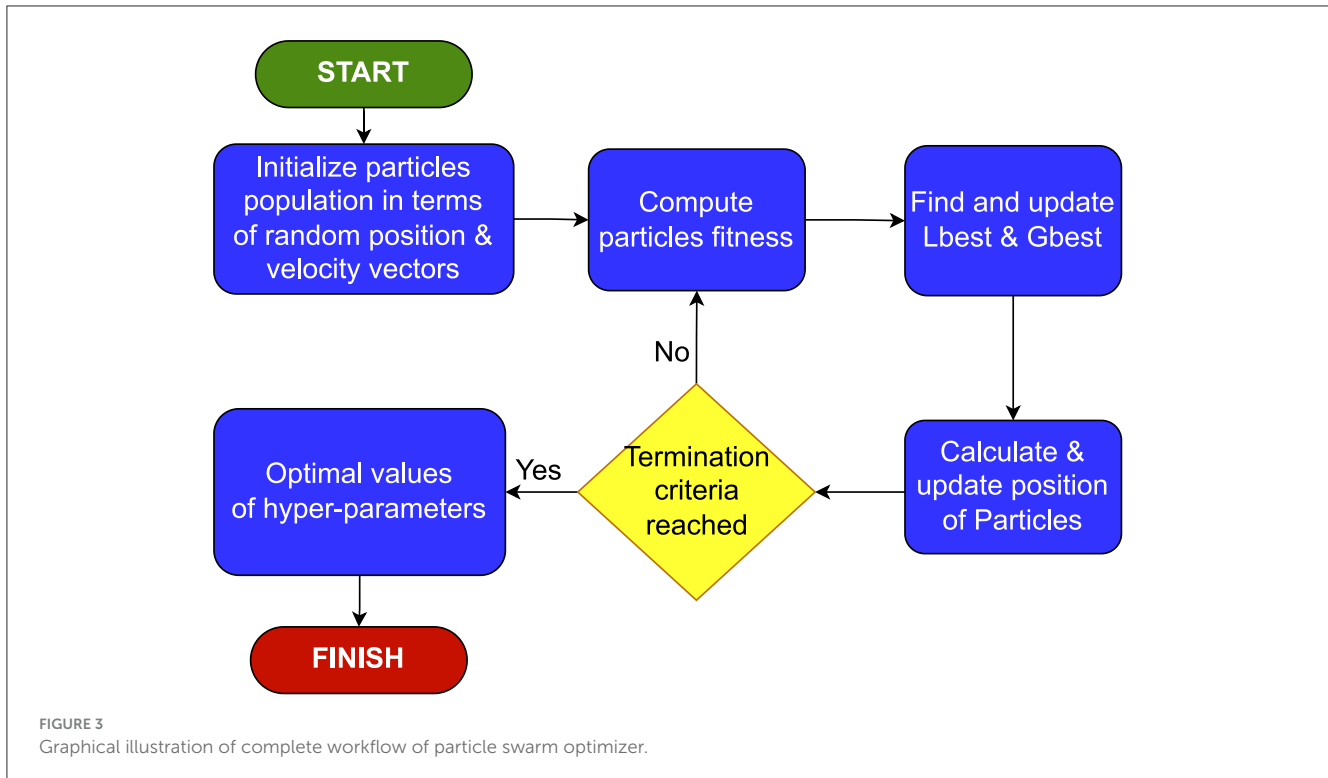 START
Initialize particles
population in terms
of random position &
velocity vectors
Compute
particles fitness
Find and update
Lbest & Gbest
Calculate &
update position
of Particles
Termination
criteria
reached
No
Yes
Optimal values
of hyper-parameters
FINISH
FIGURE 3
Graphical illustration of complete workflow of particle swarm optimizer.